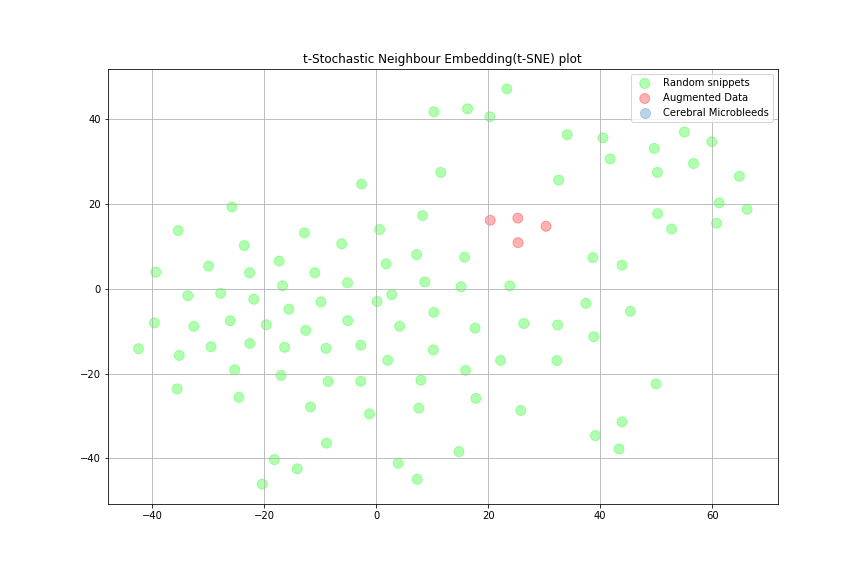 t-Stochastic Neighbour Embedding(t-SNE) plot
Random snippets
Augmented Data
Cerebral Microbleeds
40
20
0
−20
−40
−40 −20 0 20 40 60